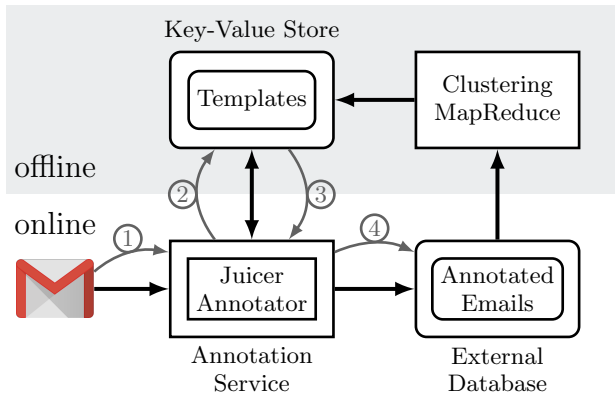 Key-Value Store
Templates
Clustering
MapReduce
offline
2
3
online
1
4
Juicer
Annotator
Annotated
Emails
Annotation
Service
External
Database